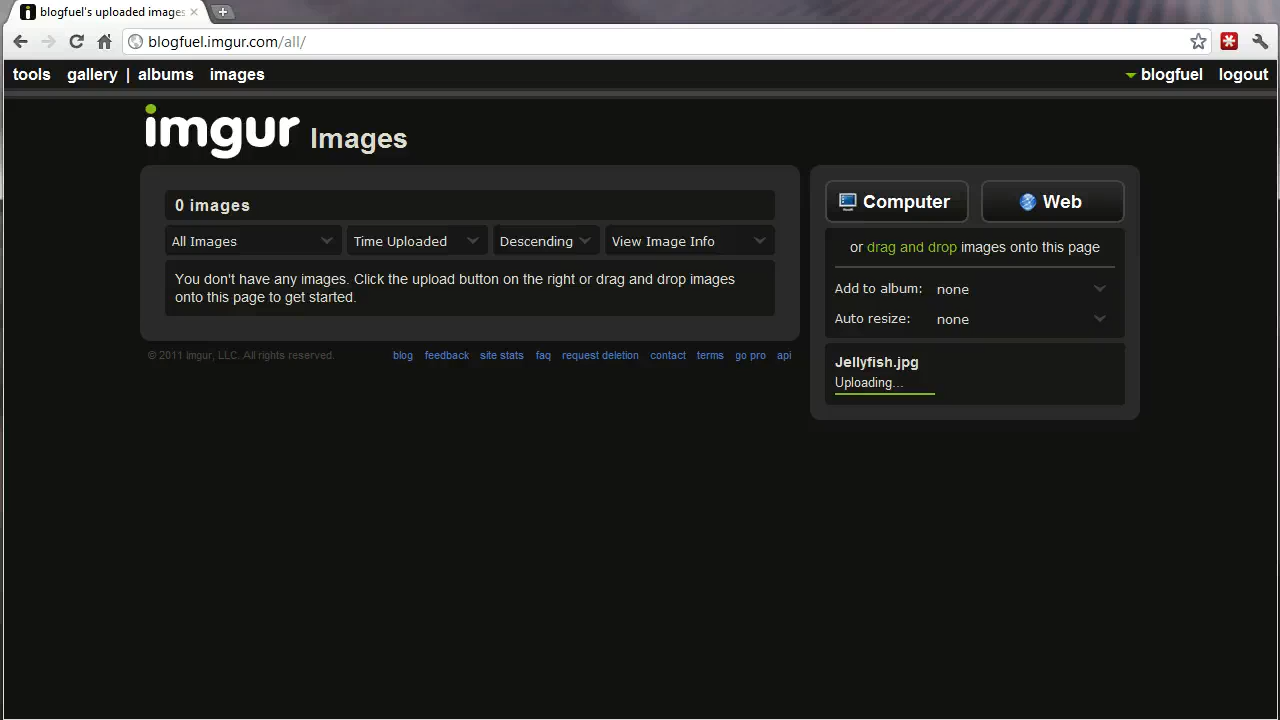 blogfuel's uploaded images
blogfuel.imgur.com/all/
tools gallery | albums images
blogfuel logout
imgur Images
0 images
All Images Time Uploaded Descending View Image Info
You don't have any images. Click the upload button on the right or drag and drop images
onto this page to get started.
© 2011 Imgur, LLC. All rights reserved. blog feedback site stats faq request deletion contact terms go pro api
Computer Web
or drag and drop images onto this page
Add to album: none
Auto resize: none
Jellyfish.jpg
Uploading...